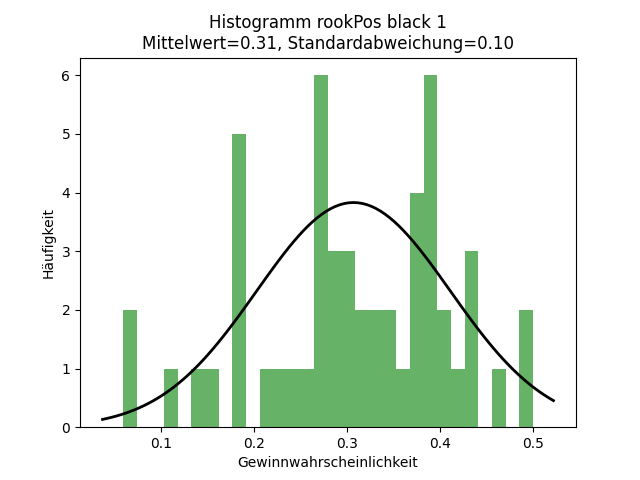 Histogramm rookPos black 1
Mittelwert=0.31, Standardabweichung=0.10
6
5
4
3
2
1
0
Häufigkeit
0.1 0.2 0.3 0.4 0.5
Gewinnwahrscheinlichkeit